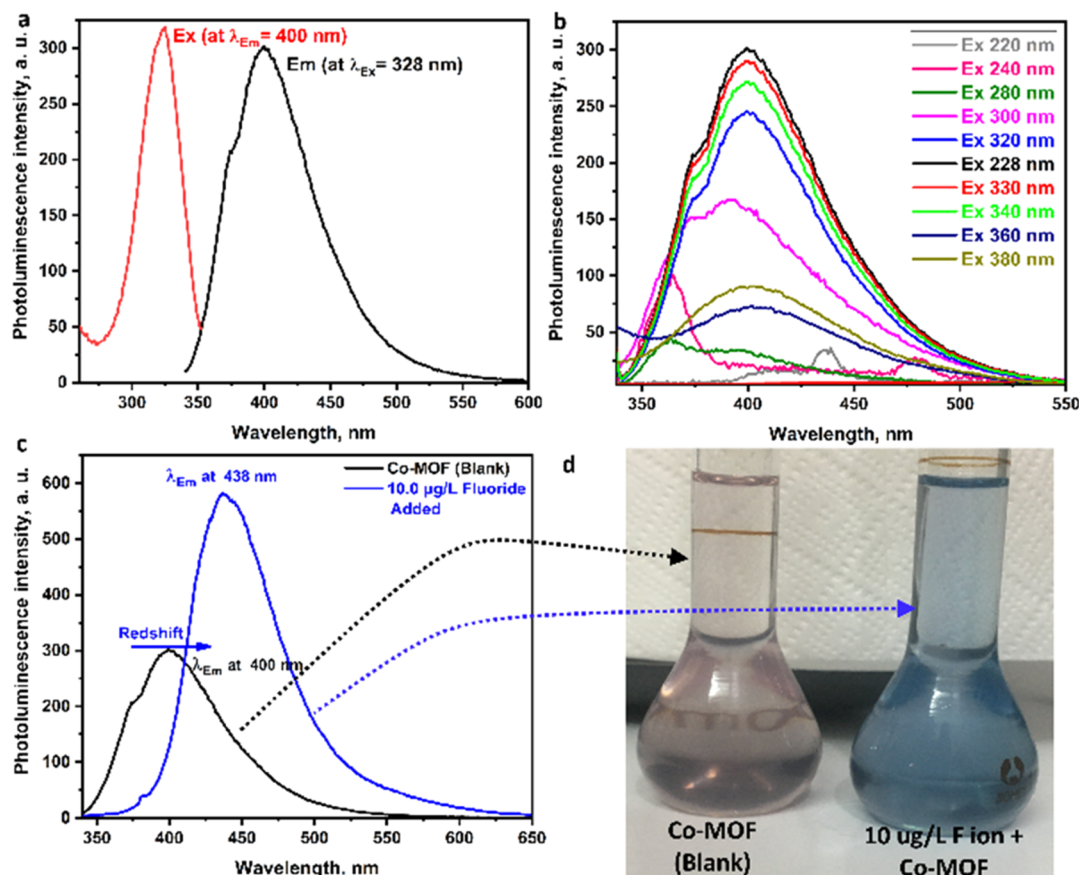 a
Ex (at λEm= 400 nm)
Em (at λEx= 328 nm)
Photoluminescence intensity, a. u.
300
250
200
150
100
50
0
300 350 400 450 500 550 600
Wavelength, nm
b
Ex 220 nm
Ex 240 nm
Ex 280 nm
Ex 300 nm
Ex 320 nm
Ex 228 nm
Ex 330 nm
Ex 340 nm
Ex 360 nm
Ex 380 nm
Photoluminescence intensity, a. u.
300
250
200
150
100
50
350 400 450 500 550
Wavelength, nm
c
λEm at 438 nm
Co-MOF (Blank)
10.0 µg/L Fluoride
Added
Redshift
λEm at 400 nm
Photoluminescence intensity, a. u.
600
500
400
300
200
100
0
350 400 450 500 550 600 650
Wavelength, nm
d
Co-MOF
(Blank)
10 ug/L F ion +
Co-MOF